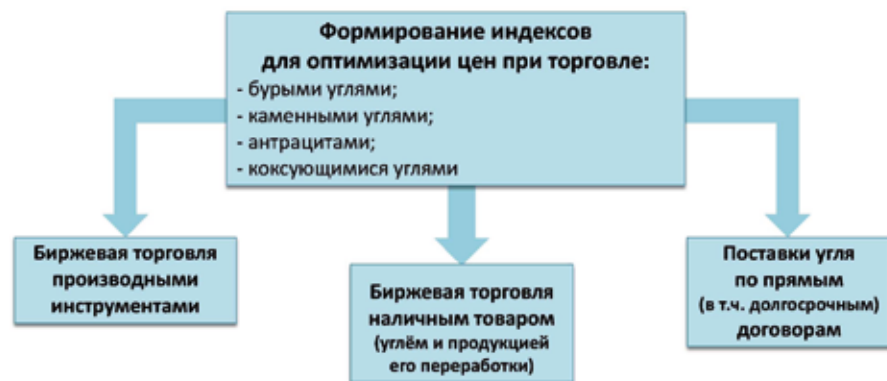 Формирование индексов
для оптимизации цен при торговле:
- бурыми углями;
- каменными углями;
- антрацитами;
- коксующимися углями
Биржевая торговля
производными
инструментами
Биржевая торговля
наличным товаром
(углём и продукцией
его переработки)
Поставки угля
по прямым
(в т.ч. долгосрочным)
договорам